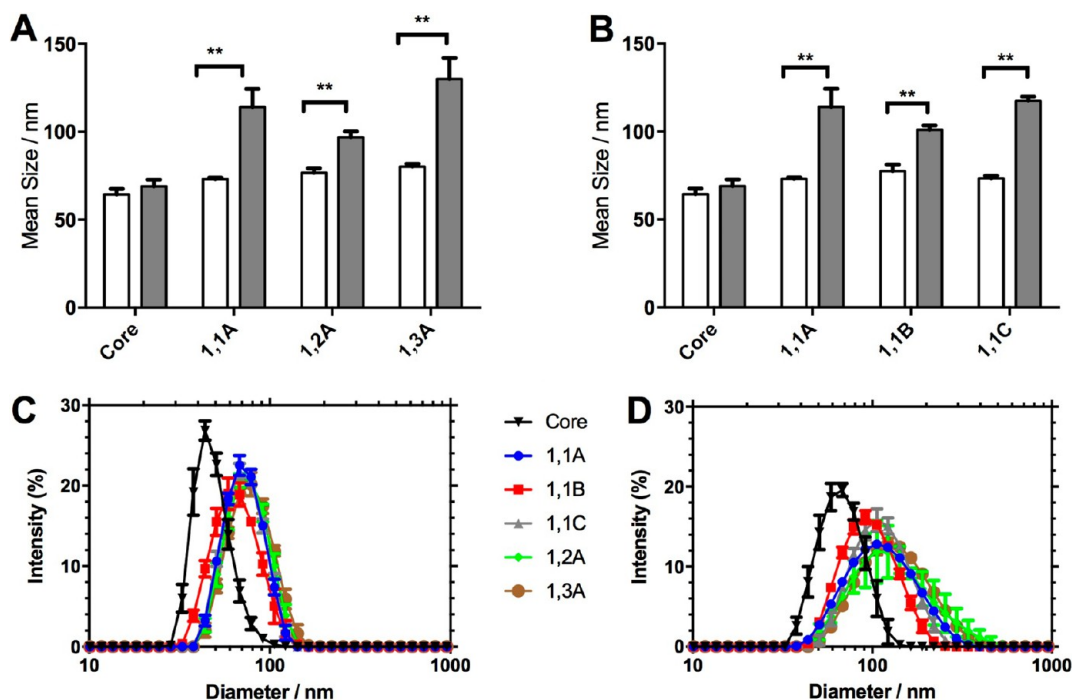 A
Mean Size / nm
150
100
50
0
**
**
**
Core
1,1A
1,2A
1,3A
B
Mean Size / nm
150
100
50
0
**
**
**
Core
1,1A
1,1B
1,1C
C
Intensity (%)
30
20
10
0
10
100
1000
Diameter / nm
Core
1,1A
1,1B
1,1C
1,2A
1,3A
D
Intensity (%)
30
20
10
0
10
100
1000
Diameter / nm